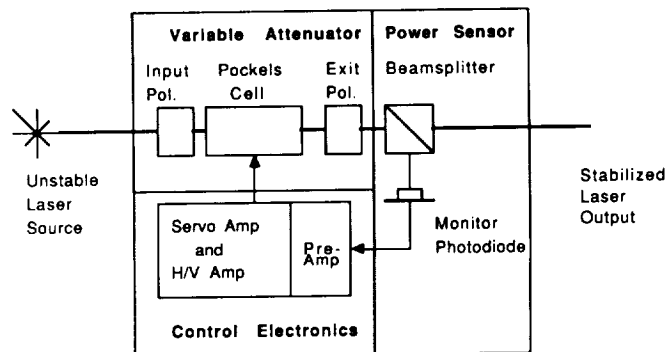 Variable Attenuator
Power Sensor
Input
Pol.
Pockels
Cell
Exit
Pol.
Beamsplitter
Unstable
Laser
Source
Stabilized
Laser
Output
Servo Amp
and
H/V Amp
Pre-
Amp
Monitor
Photodiode
Control Electronics